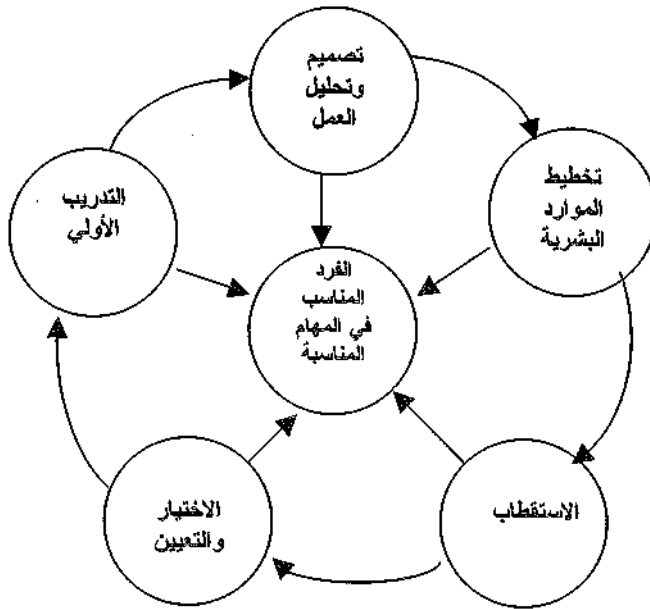 تصميم
وتحليل
العمل
تخطيط
الموارد
البشرية
التدريب
الأولي
الفرد
المناسب
في المهام
المناسبة
الاختيار
والتعيين
الاستقطاب